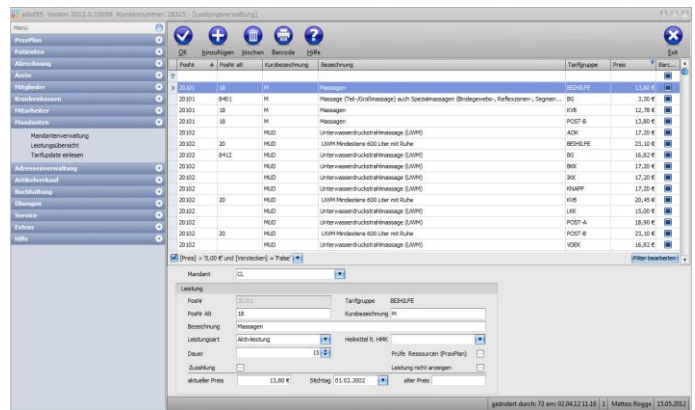 Version 2012.0.10008 Kundennummer: 28315 - [Leistungsverwaltung]
Menü
PraxPlan
Patienten
Abrechnung
Ärzte
Mitglieder
Krankenkassen
Mitarbeiter
Mandanten
Mandantenverwaltung
Leistungsübersicht
Tarifupdate einlesen
Adressenverwaltung
Artikelverkauf
Buchhaltung
Übungen
Service
Extras
Hilfe
OK hinzufügen löschen Barcode Hilfe Exit
PosNr PosNr alt Kurzbezeichnung Bezeichnung Tarifgruppe Preis Barc...
20101 18 M Massagen BEIHILFE 13,80 €
20101 8401 M Massage (Teil-/Großmassage) auch Spezialmassagen (Bindegewebs-, Reflexzonen-, Segmen... BG 3,30 €
20101 18 M Massagen KVB 12,78 €
20101 18 M Massagen POST-B 13,80 €
20102 MUD Unterwasserdruckstrahlmassage (UWM) AOK 17,20 €
20102 20 MUD UWM Mindestens 600 Liter mit Ruhe BEIHILFE 23,10 €
20102 8412 MUD Unterwasserdruckstrahlmassage (UWM) BG 16,82 €
20102 MUD Unterwasserdruckstrahlmassage (UWM) BKK 17,20 €
20102 MUD Unterwasserdruckstrahlmassage (UWM) IKK 17,20 €
20102 MUD Unterwasserdruckstrahlmassage (UWM) KNAPP 17,20 €
20102 20 MUD UWM Mindestens 600 Liter mit Ruhe KVB 20,45 €
20102 MUD Unterwasserdruckstrahlmassage (UWM) LKK 15,00 €
20102 MUD Unterwasserdruckstrahlmassage (UWM) POST-A 18,90 €
20102 20 MUD UWM Mindestens 600 Liter mit Ruhe POST-B 23,10 €
20102 MUD Unterwasserdruckstrahlmassage (UWM) VDEK 16,82 €
[Preis] > '0,00 €' und [Verstecken] = 'False' Filter bearbeiten
Mandant CL
Leistung
PosNr 20101 Tarifgruppe BEIHILFE
PosNr Alt 18 Kurzbezeichnung M
Bezeichnung Massagen
Leistungsart Aktivleistung Heilmittel lt. HMK
Dauer 15 Prüfe Ressourcen (PraxPlan)
Zuzahlung Leistung nicht anzeigen
aktueller Preis 13,80 € Stichtag 01.02.2002 alter Preis
geändert durch: 73 am: 02.04.12 11.16 1 Matteo Rogge 15.05.2012